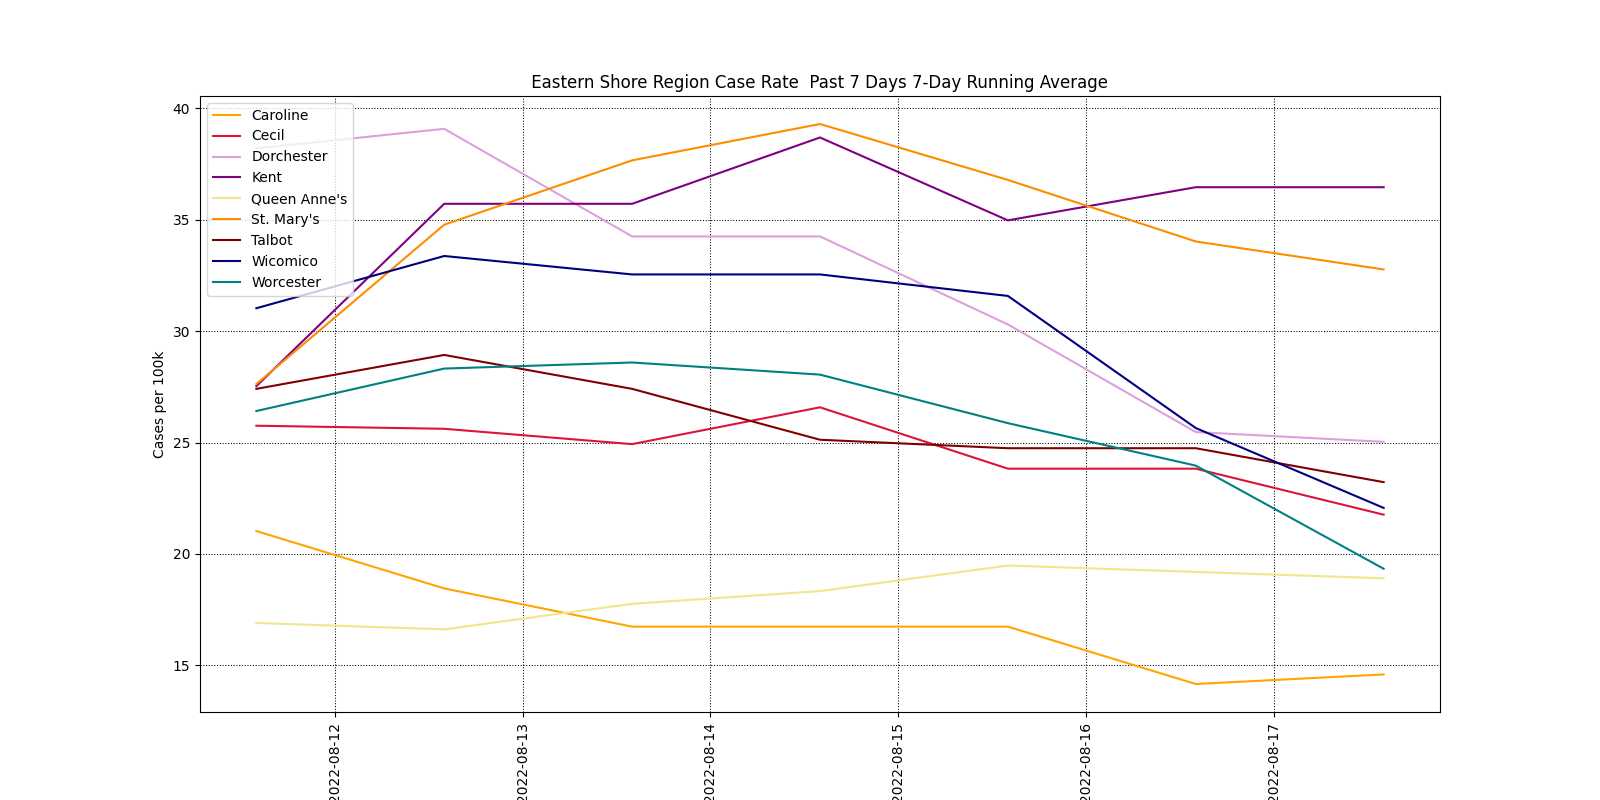 Eastern Shore Region Case Rate  Past 7 Days 7-Day Running Average
40
35
30
25
20
15
Cases per 100k
Caroline
Cecil
Dorchester
Kent
Queen Anne's
St. Mary's
Talbot
Wicomico
Worcester
2022-08-12
2022-08-13
2022-08-14
2022-08-15
2022-08-16
2022-08-17